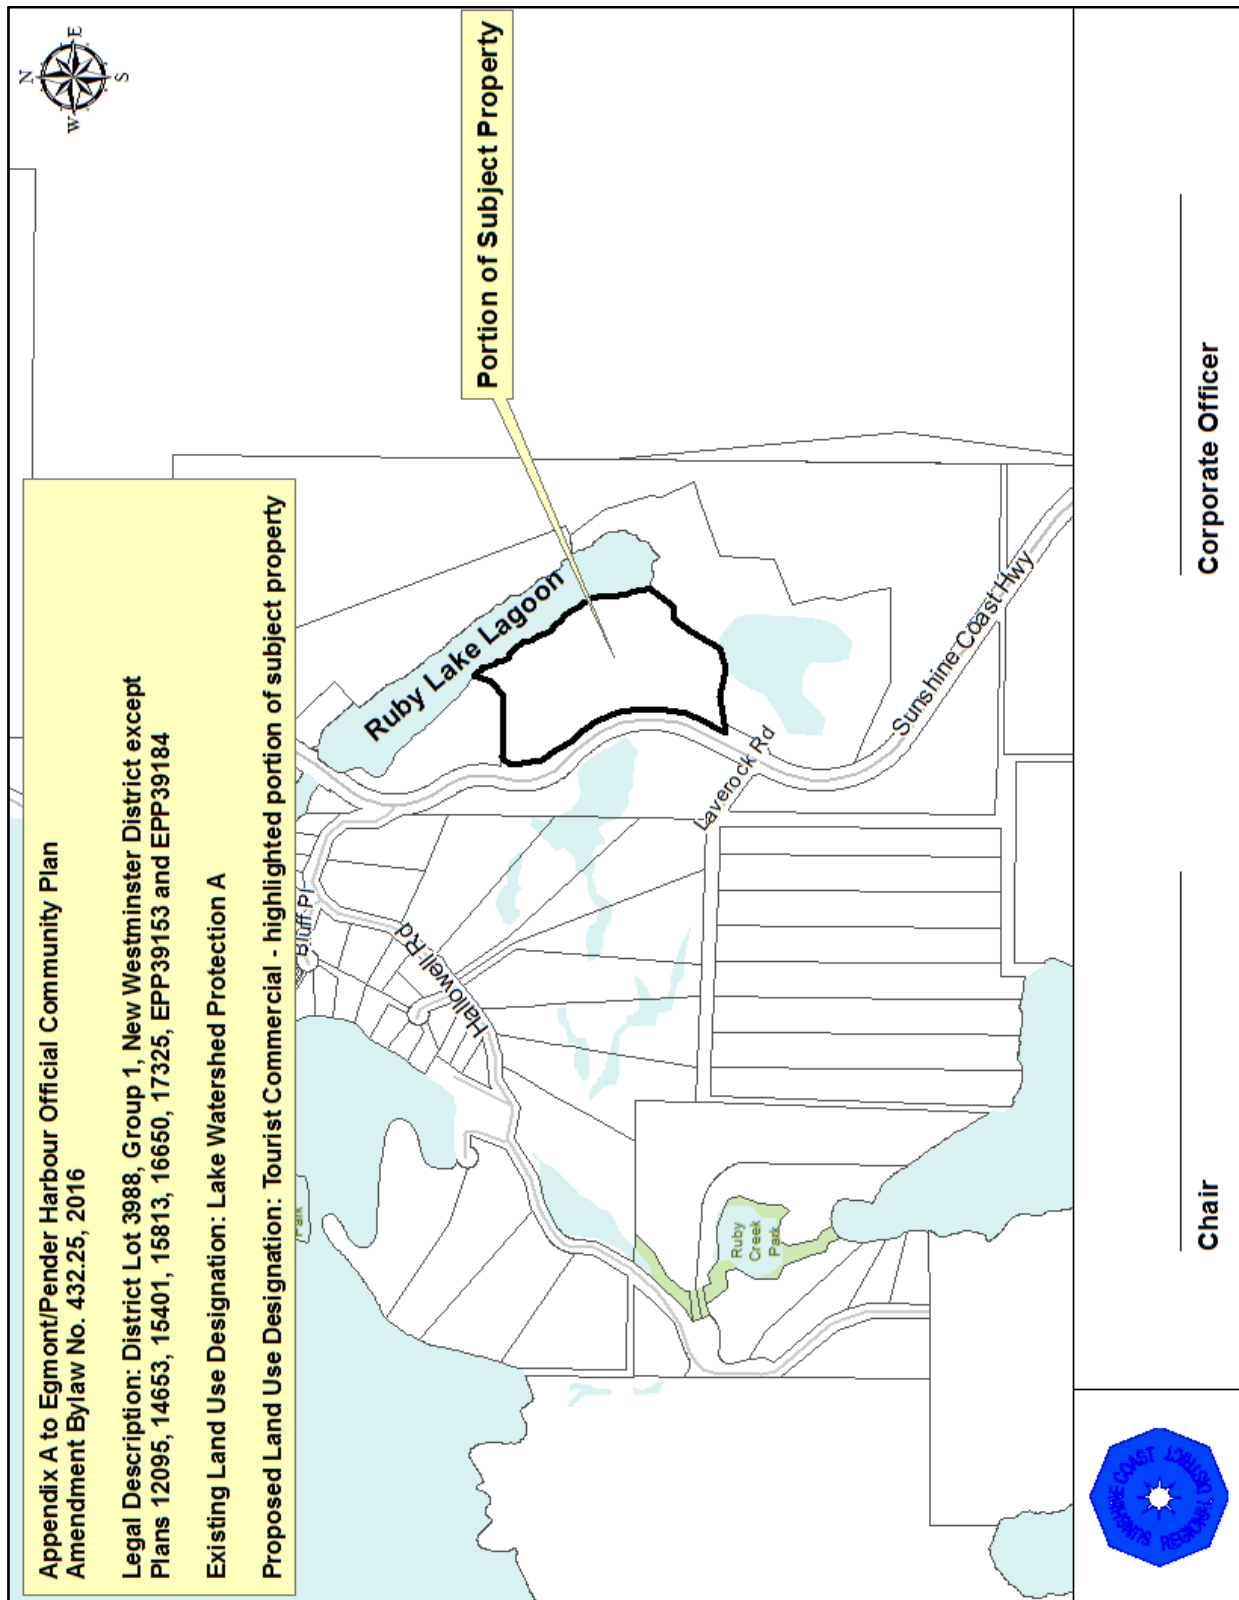 Appendix A to Egmont/Pender Harbour Official Community Plan
Amendment Bylaw No. 432.25, 2016
Legal Description: District Lot 3988, Group 1, New Westminster District except
Plans 12095, 14653, 15401, 15813, 16650, 17325, EPP39153 and EPP39184
Existing Land Use Designation: Lake Watershed Protection A
Proposed Land Use Designation: Tourist Commercial - highlighted portion of subject property
N
E
S
W
Park
Bluff Pl
Hallowell Rd
Ruby Lake Lagoon
Portion of Subject Property
Ruby
Creek
Park
Laverock Rd
Sunshine Coast Hwy
SUNSHINE COAST
REGIONAL DISTRICT
Chair
Corporate Officer